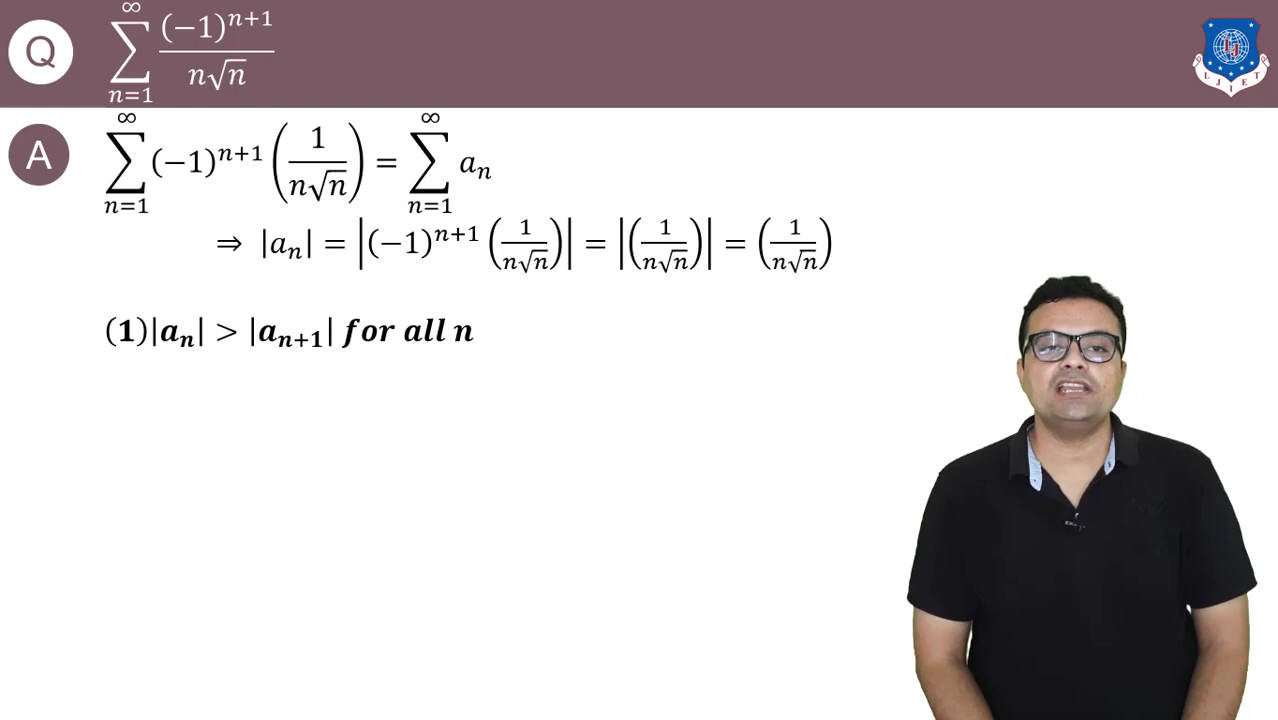 Q ∑_{n=1}^{∞} (−1)^{n+1} / n√n
LJIET
A ∑_{n=1}^{∞} (−1)^{n+1} (1 / n√n) = ∑_{n=1}^{∞} a_n
⇒ |a_n| = |(−1)^{n+1} (1 / n√n)| = |(1 / n√n)| = (1 / n√n)
(1)|a_n| > |a_{n+1}| for all n